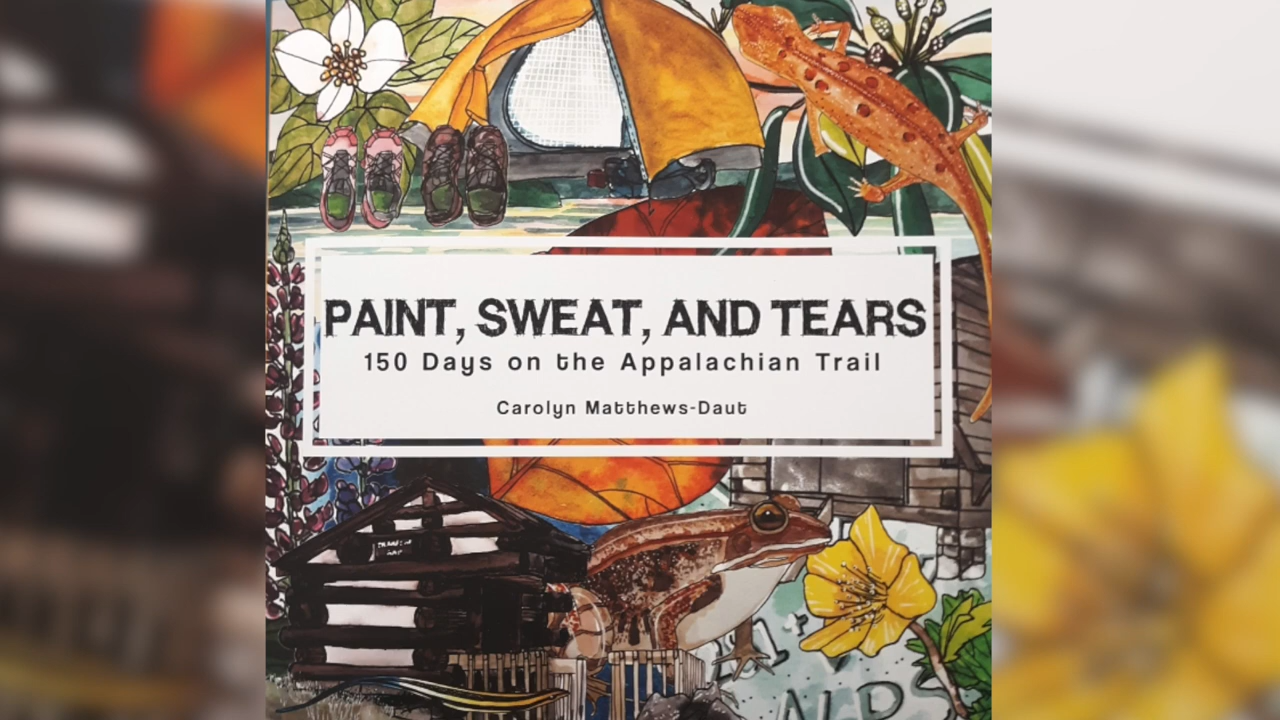 PAINT, SWEAT, AND TEARS
150 Days on the Appalachian Trail
Carolyn Matthews-Daut